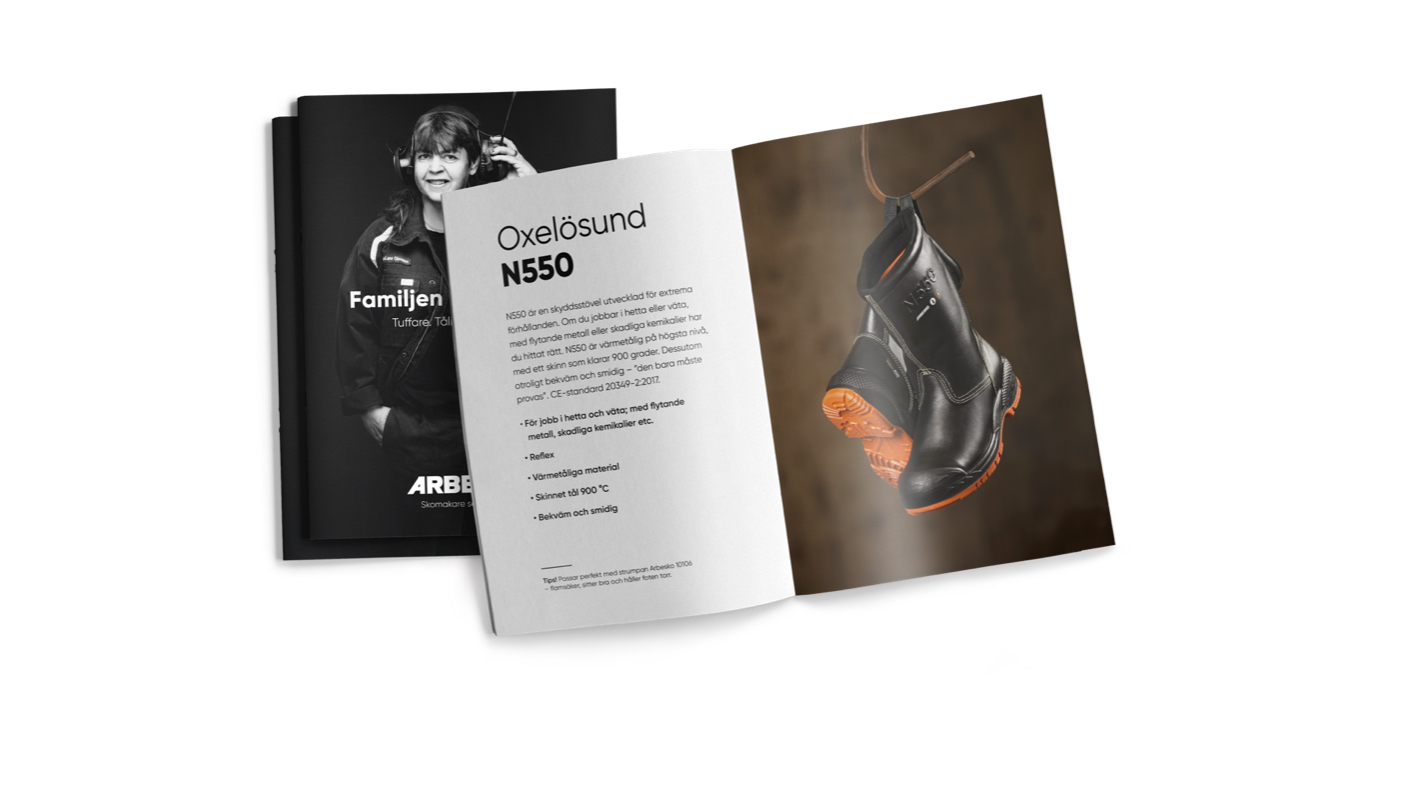 Familjen
Tuffare.
ARBE
Skomakare
Oxelösund
N550
N550 är en skyddsstövel utvecklad för extrema
förhållanden. Om du jobbar i hetta eller väta,
med flytande metall eller skadliga kemikalier har
du hittat rätt. N550 är värmetålig på högsta nivå,
med ett skinn som klarar 900 grader. Dessutom
otroligt bekväm och smidig – "den bara måste
provas". CE-standard 20349-2:2017.
• För jobb i hetta och väta; med flytande
metall, skadliga kemikalier etc.
• Reflex
• Värmetåliga material
• Skinnet tål 900 °C
• Bekväm och smidig
Tips! Passar perfekt med strumpan Arbesko 10106
– flamsäker, sitter bra och håller foten torr.
N550